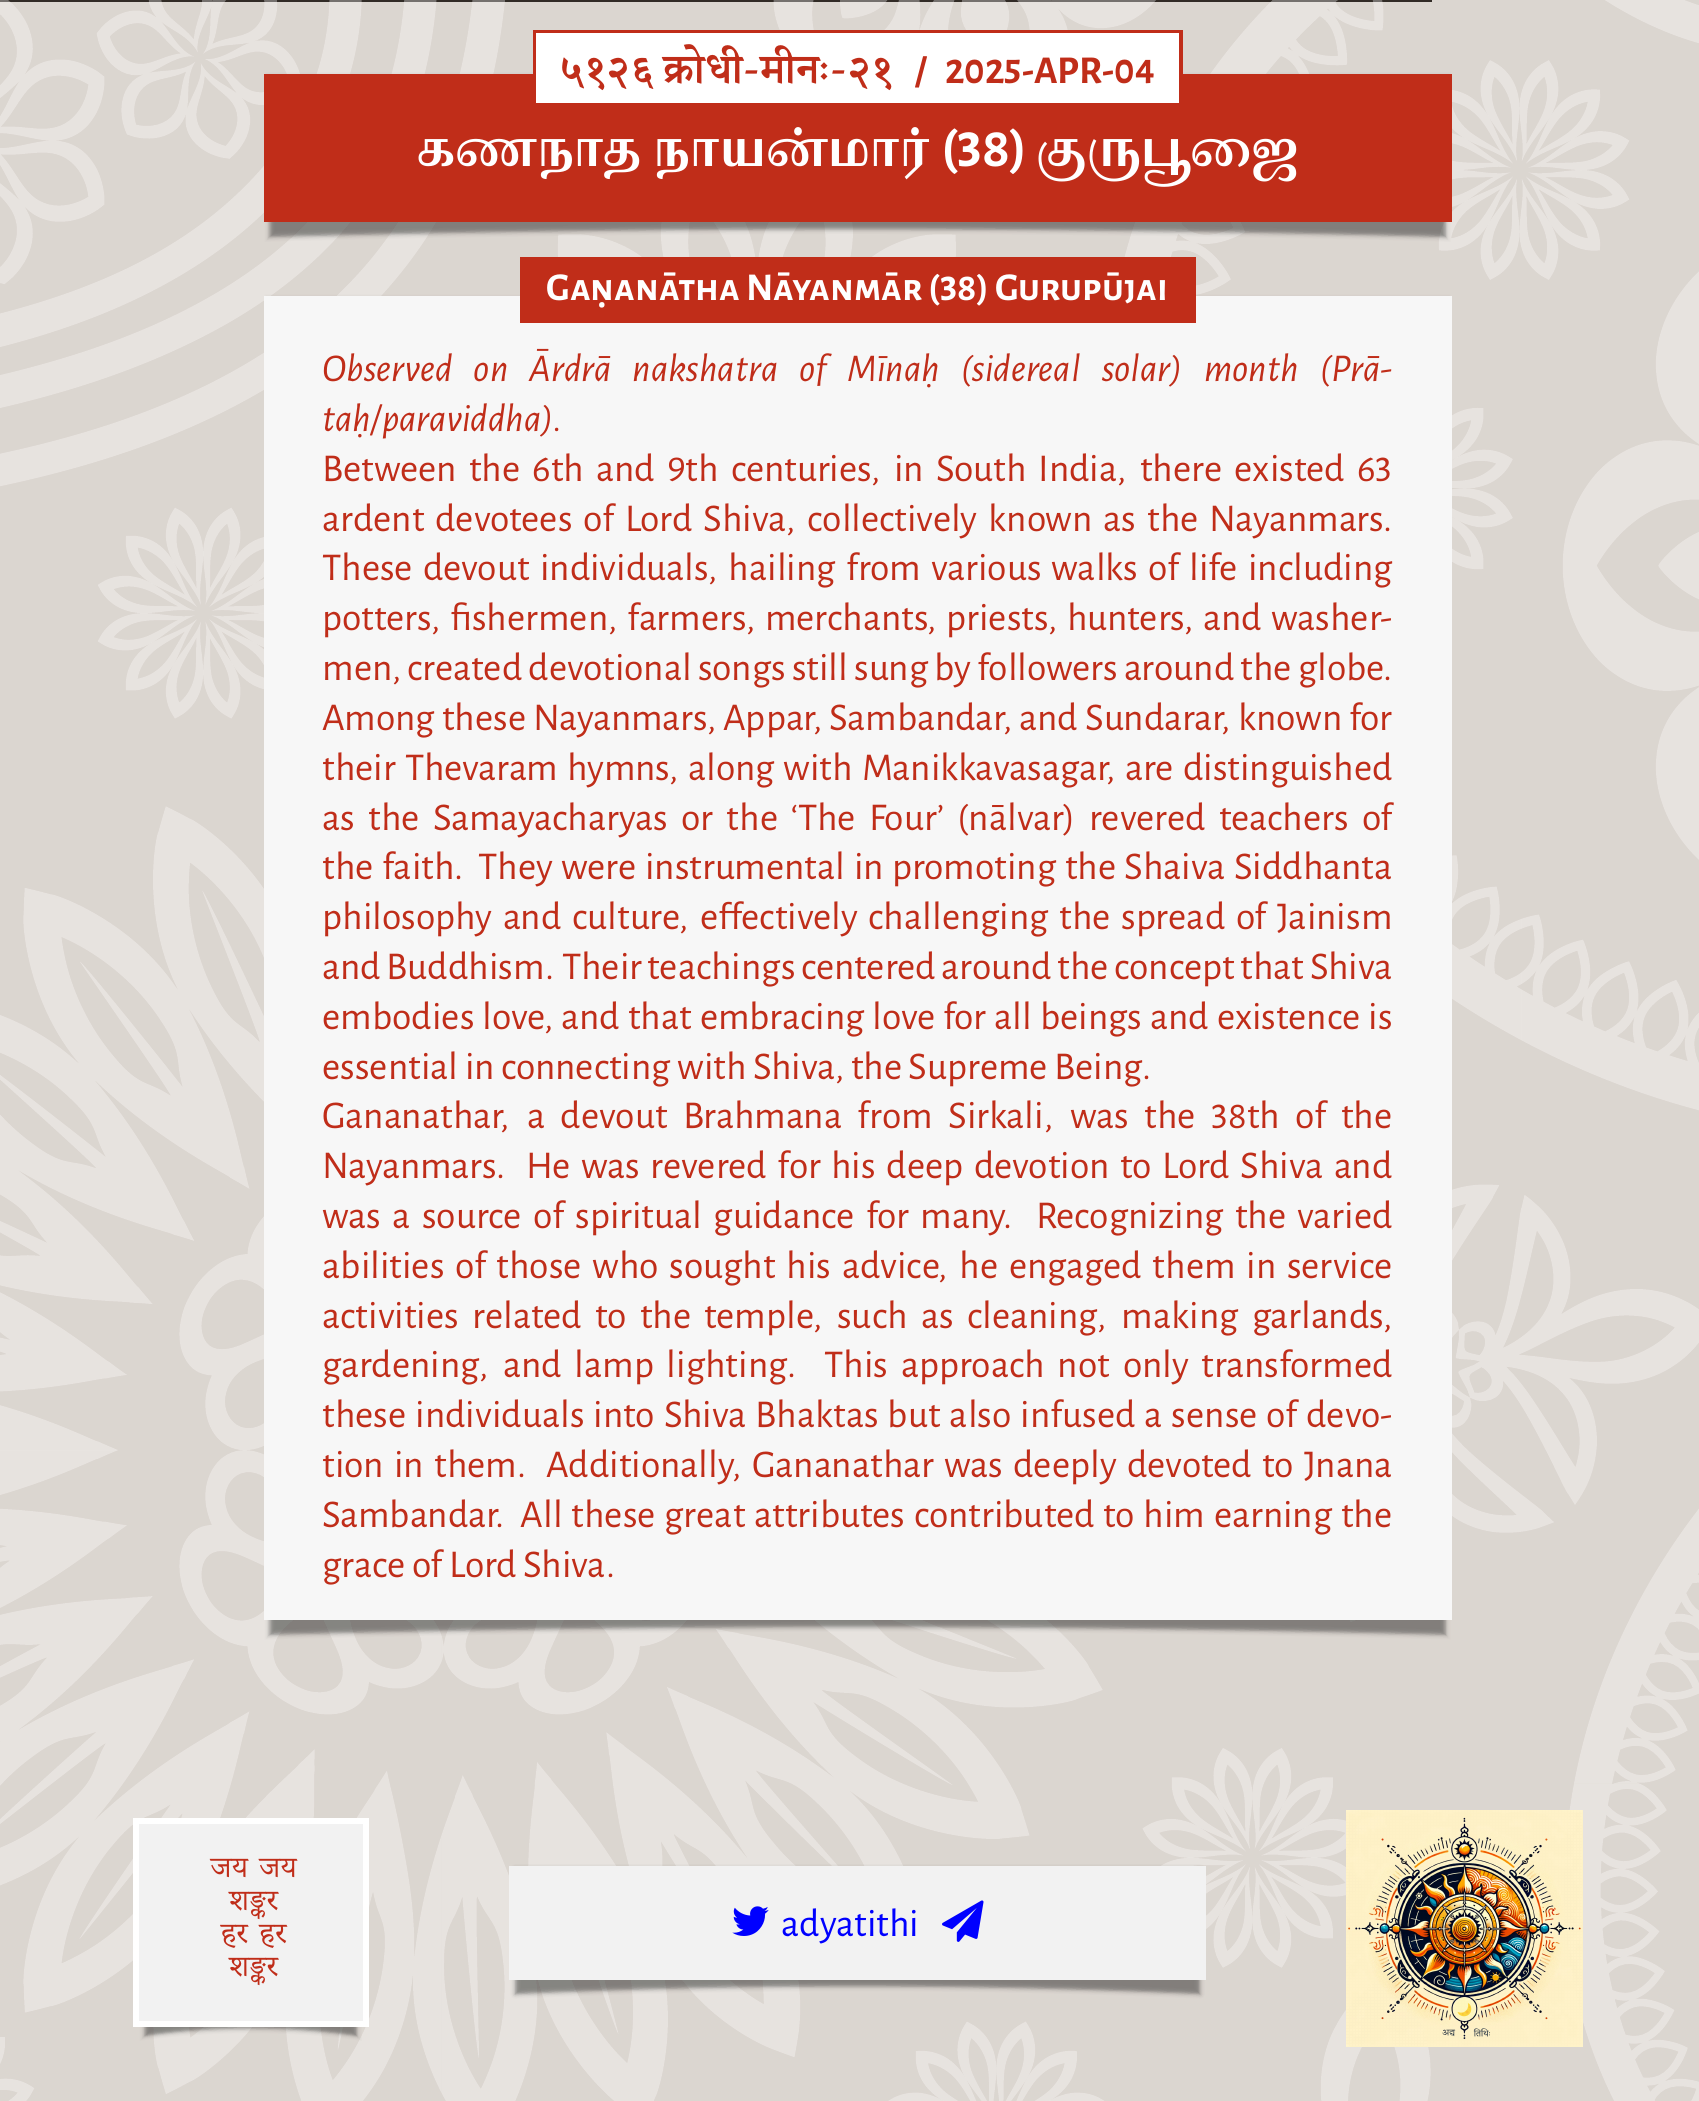 ५१२६ क्रोधी-मीनः-२१ / 2025-APR-04
கணநாத நாயன்மார் (38) குருபூஜை
Gaṇanātha Nāyanmār (38) Gurupūjai
Observed on Ārdrā nakshatra of Mīnaḥ (sidereal solar) month (Prā-
taḥ/paraviddha).
Between the 6th and 9th centuries, in South India, there existed 63
ardent devotees of Lord Shiva, collectively known as the Nayanmars.
These devout individuals, hailing from various walks of life including
potters, fishermen, farmers, merchants, priests, hunters, and washer-
men, created devotional songs still sung by followers around the globe.
Among these Nayanmars, Appar, Sambandar, and Sundarar, known for
their Thevaram hymns, along with Manikkavasagar, are distinguished
as the Samayacharyas or the ‘The Four’ (nālvar) revered teachers of
the faith. They were instrumental in promoting the Shaiva Siddhanta
philosophy and culture, effectively challenging the spread of Jainism
and Buddhism. Their teachings centered around the concept that Shiva
embodies love, and that embracing love for all beings and existence is
essential in connecting with Shiva, the Supreme Being.
Gananathar, a devout Brahmana from Sirkali, was the 38th of the
Nayanmars. He was revered for his deep devotion to Lord Shiva and
was a source of spiritual guidance for many. Recognizing the varied
abilities of those who sought his advice, he engaged them in service
activities related to the temple, such as cleaning, making garlands,
gardening, and lamp lighting. This approach not only transformed
these individuals into Shiva Bhaktas but also infused a sense of devo-
tion in them. Additionally, Gananathar was deeply devoted to Jnana
Sambandar. All these great attributes contributed to him earning the
grace of Lord Shiva.
जय जय
शङ्कर
हर हर
शङ्कर
adyatithi
अद्य तिथिः